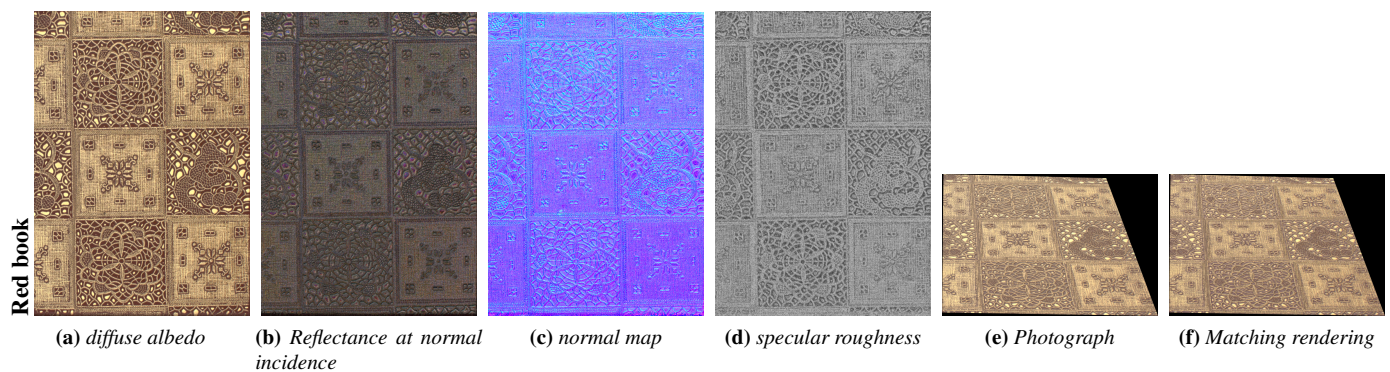 Red book
(a) diffuse albedo
(b) Reflectance at normal
incidence
(c) normal map
(d) specular roughness
(e) Photograph
(f) Matching rendering